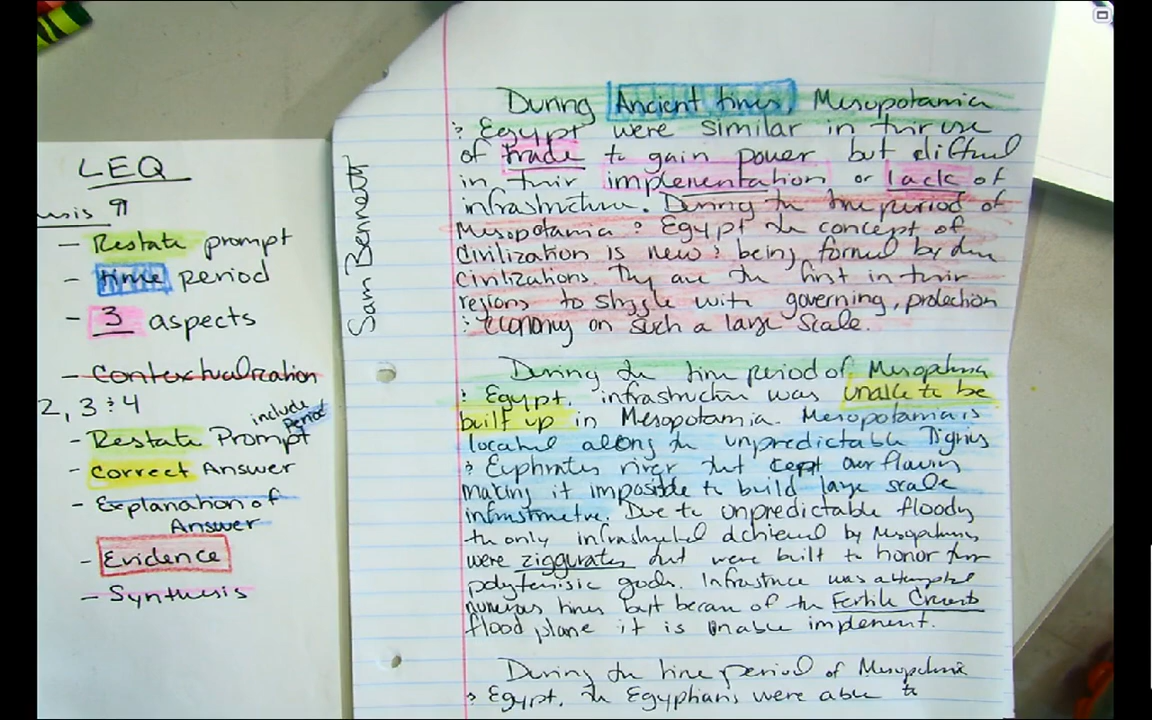 LEQ
- Restate prompt
- time period
- 3 aspects
- Contextualization
2, 3 : 4
include period
- Restate Prompt
- Correct Answer
- Explanation of
Answer
- Evidence
- Synthesis
Sam Bennett
During Ancient times, Mesopotamia
: Egypt were similar in their use
of trade to gain power but differed
in their implementation or lack of
infrastructure. During the time period of
Mesopotamia : Egypt the concept of
Civilization is new : being formed by
civilizations. They are the first in their
regions to struggle with governing, protection
: economy on such a large scale.
During the time period of Mesopotamia
: Egypt, infrastructure was unable to be
built up in Mesopotamia. Mesopotamia is
located along the unpredictable Tigris
: Euphrates river that kept overflowing
making it impossible to build large scale
infrastructure. Due to unpredictable flooding
the only infrastructure achieved by Mesopotamians
were ziggurats that were built to honor their
gods. Infrastructure was attempted
numerous times but because of the Fertile Cresents
flood plane it is unable implement.
During the time period of Mesopotamia
: Egypt, the Egyptians were able to